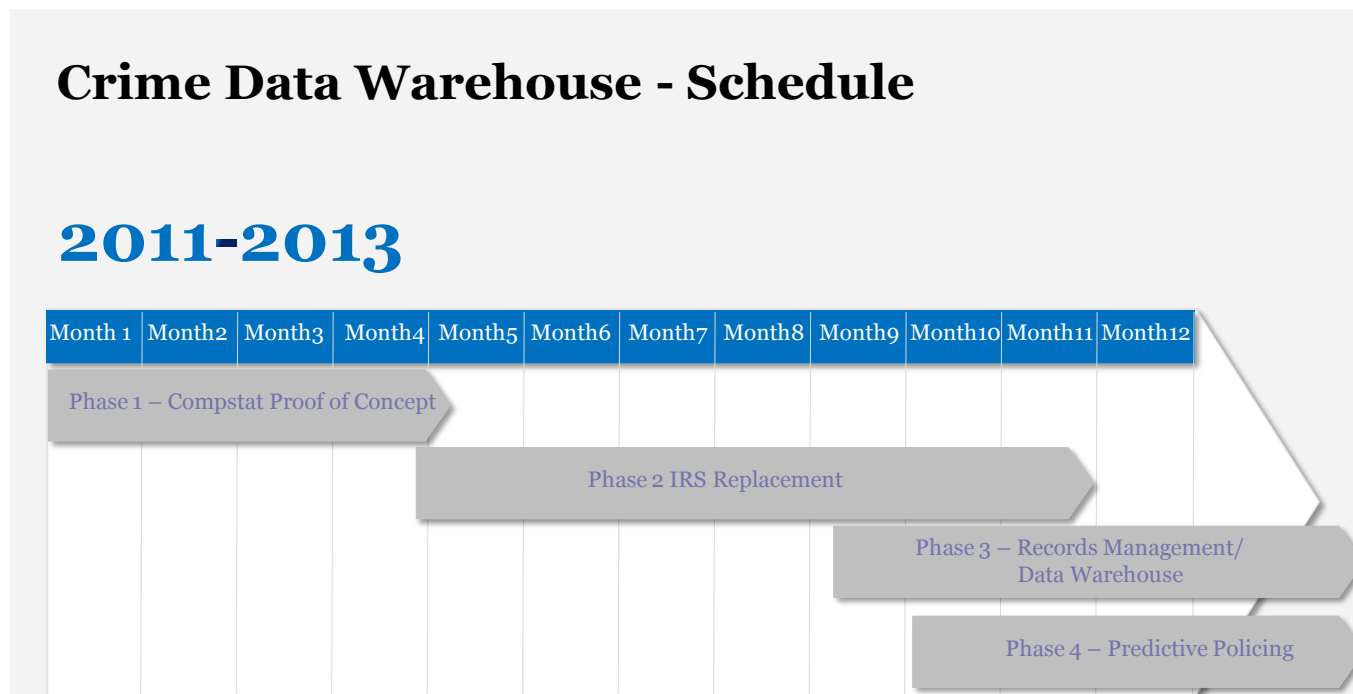 Crime Data Warehouse - Schedule
2011-2013
Month 1 Month2 Month3 Month4 Month5 Month6 Month7 Month8 Month9 Month10 Month11 Month12
Phase 1 – Compstat Proof of Concept
Phase 2 IRS Replacement
Phase 3 – Records Management/
Data Warehouse
Phase 4 – Predictive Policing